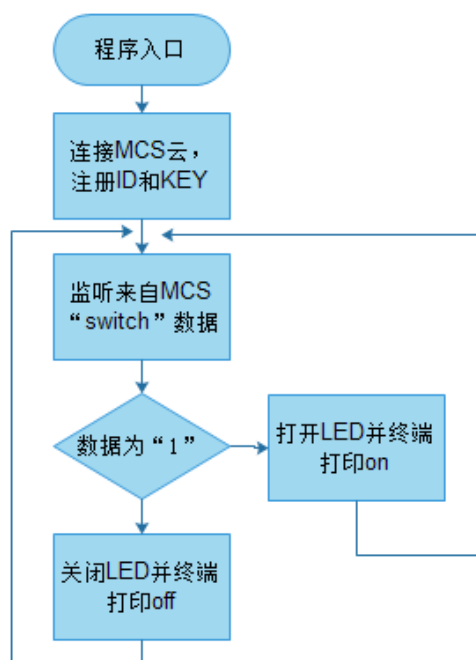 程序入口
连接MCS云，
注册ID和KEY
监听来自MCS
“switch”数据
数据为“1”
打开LED并终端
打印on
关闭LED并终端
打印off